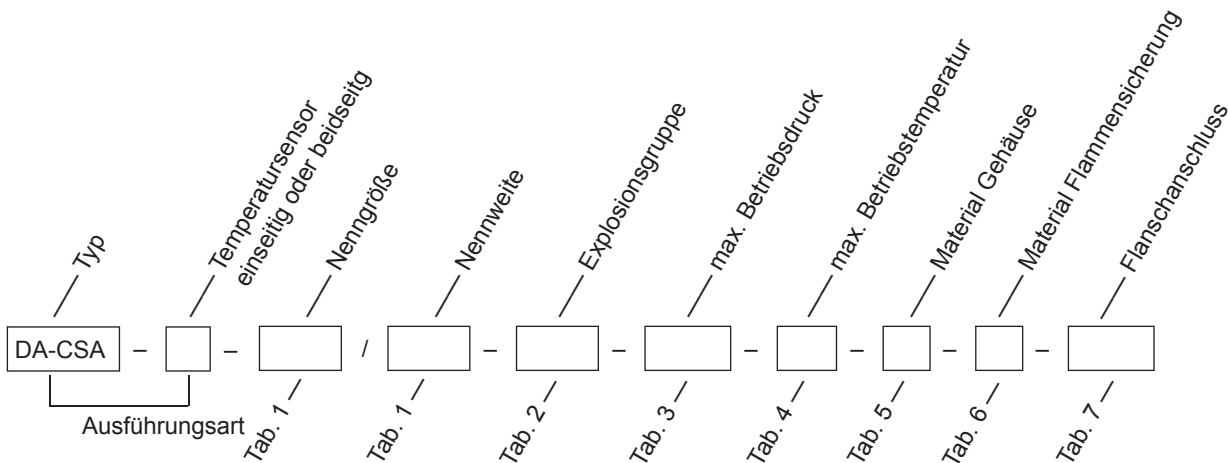 Typ
Temperatursensor
einseitig oder beidseitg
Nenngröße
Nennweite
Explosionsgruppe
max. Betriebsdruck
max. Betriebstemperatur
Material Gehäuse
Material Flammensicherung
Flanschanschluss
DA-CSA – – / – – – – – –
Ausführungsart
Tab. 1
Tab. 1
Tab. 2
Tab. 3
Tab. 4
Tab. 5
Tab. 6
Tab. 7